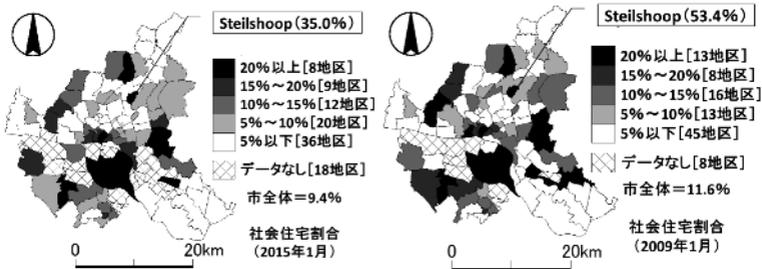 Steilshoop(35.0%)
20%以上[8地区]
15%～20%[9地区]
10%～15%[12地区]
5%～10%[20地区]
5%以下[36地区]
データなし[18地区]
市全体＝9.4%
社会住宅割合
(2015年1月)
0 20km
Steilshoop(53.4%)
20%以上[13地区]
15%～20%[8地区]
10%～15%[16地区]
5%～10%[13地区]
5%以下[45地区]
データなし[8地区]
市全体＝11.6%
社会住宅割合
(2009年1月)
0 20km